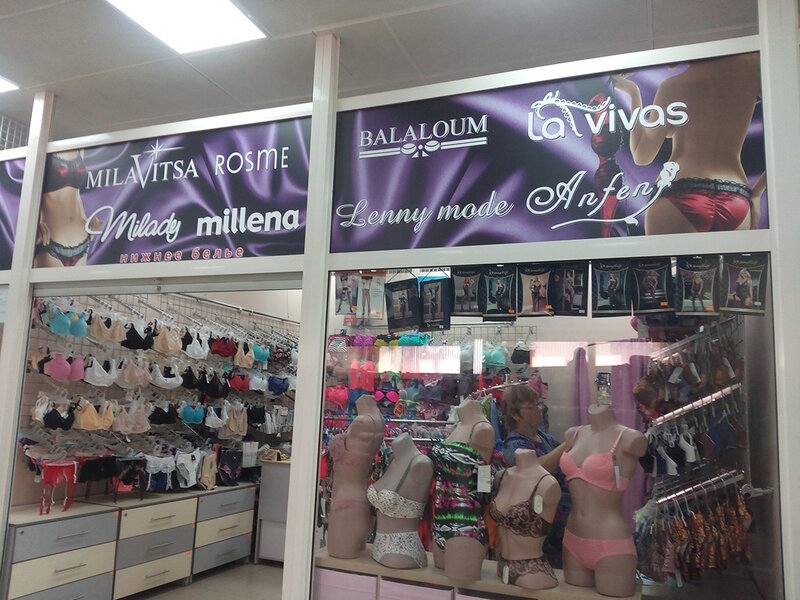 MILAVITSA ROSME
Milady millena
нижнее белье
BALALOUM
la vivas
Lenny mode Anfen